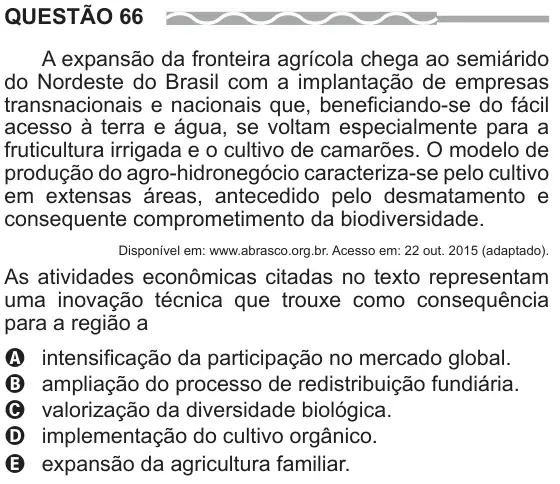 QUESTÃO 66
A expansão da fronteira agrícola chega ao semiárido
do Nordeste do Brasil com a implantação de empresas
transnacionais e nacionais que, beneficiando-se do fácil
acesso à terra e água, se voltam especialmente para a
fruticultura irrigada e o cultivo de camarões. O modelo de
produção do agro-hidronegócio caracteriza-se pelo cultivo
em extensas áreas, antecedido pelo desmatamento e
consequente comprometimento da biodiversidade.
Disponível em: www.abrasco.org.br. Acesso em: 22 out. 2015 (adaptado).
As atividades econômicas citadas no texto representam
uma inovação técnica que trouxe como consequência
para a região a
A intensificação da participação no mercado global.
B ampliação do processo de redistribuição fundiária.
C valorização da diversidade biológica.
D implementação do cultivo orgânico.
E expansão da agricultura familiar.